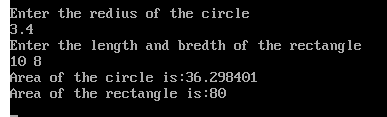 Enter the redius of the circle
3.4
Enter the length and bredth of the rectangle
10 8
Area of the circle is:36.298401
Area of the rectangle is:80